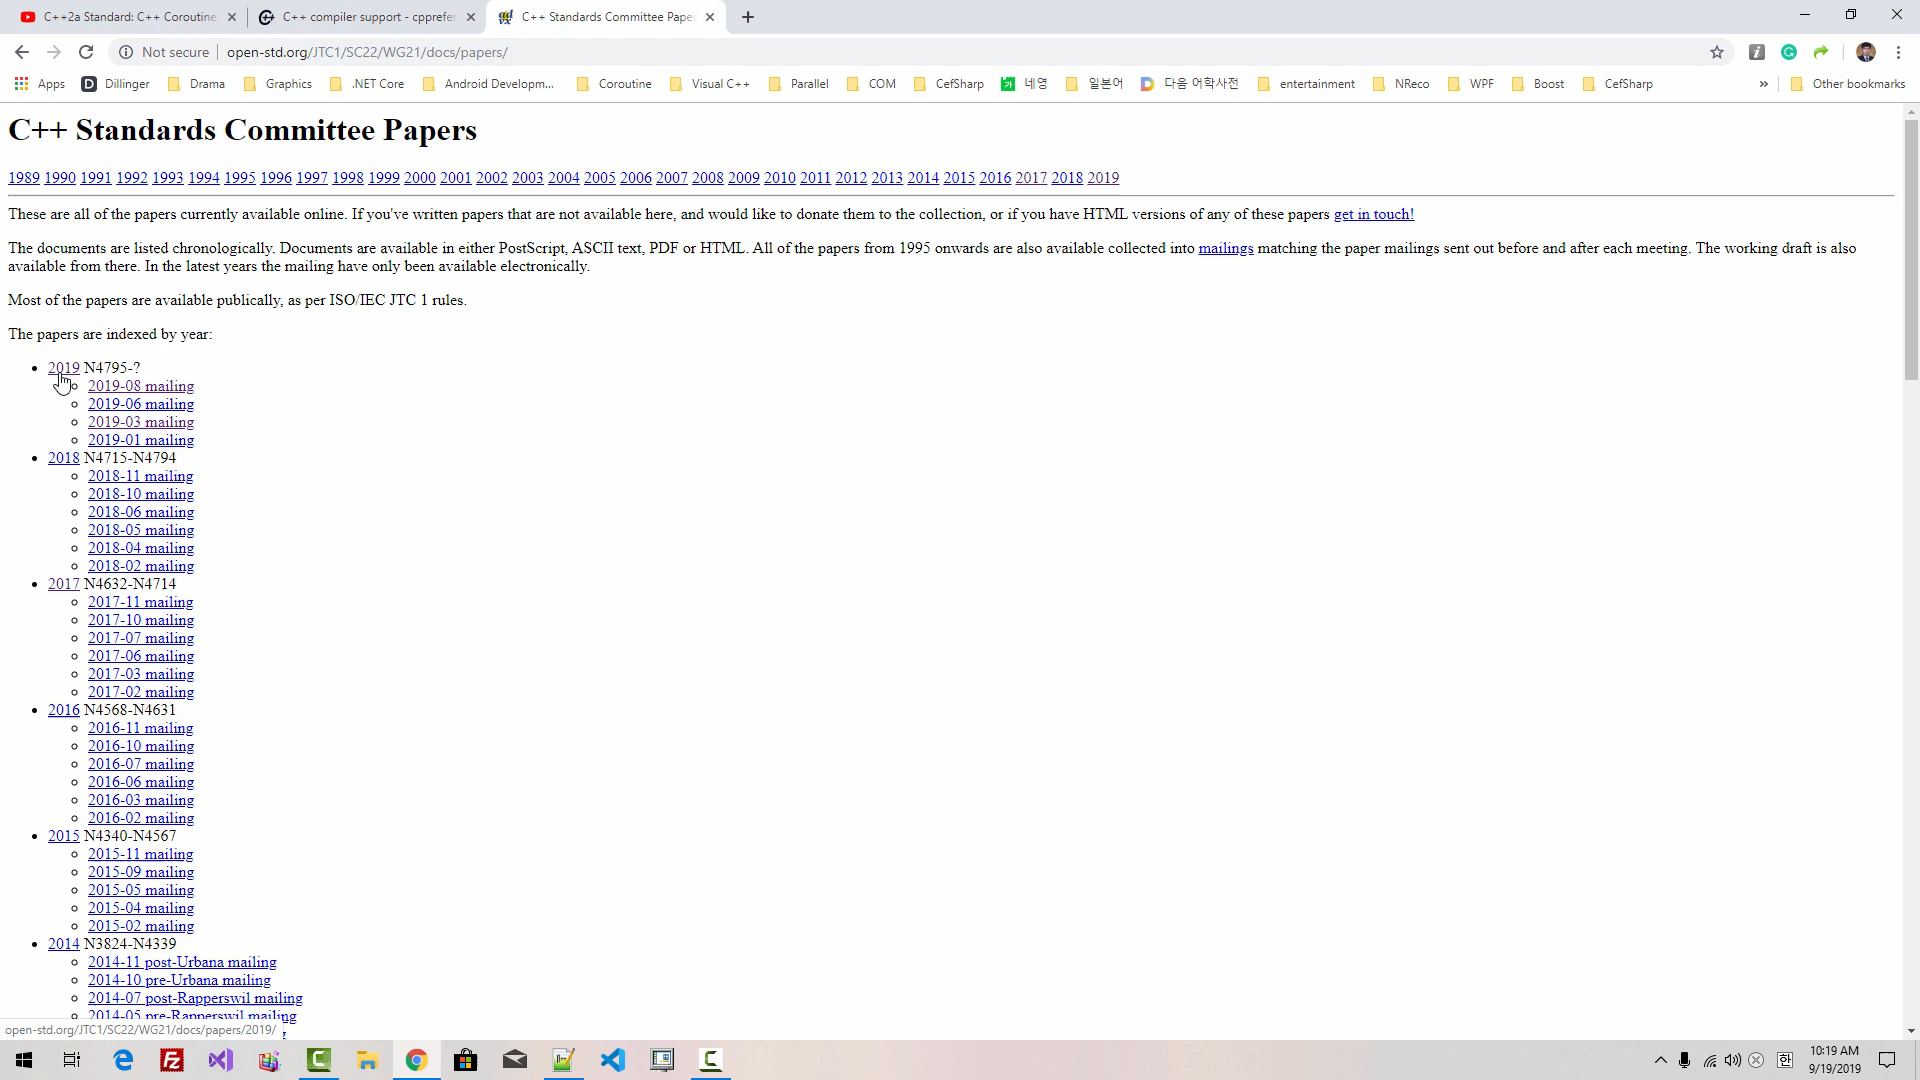 C++2a Standard: C++ Coroutine
C++ compiler support - cpprefer
C++ Standards Committee Paper
Not secure
open-std.org/JTC1/SC22/WG21/docs/papers/
Apps Dillinger Drama Graphics .NET Core Android Developm... Coroutine Visual C++ Parallel COM CefSharp 네영 일본어 다음 어학사전 entertainment NReco WPF Boost CefSharp » Other bookmarks
C++ Standards Committee Papers
1989 1990 1991 1992 1993 1994 1995 1996 1997 1998 1999 2000 2001 2002 2003 2004 2005 2006 2007 2008 2009 2010 2011 2012 2013 2014 2015 2016 2017 2018 2019
These are all of the papers currently available online. If you've written papers that are not available here, and would like to donate them to the collection, or if you have HTML versions of any of these papers get in touch!
The documents are listed chronologically. Documents are available in either PostScript, ASCII text, PDF or HTML. All of the papers from 1995 onwards are also available collected into mailings matching the paper mailings sent out before and after each meeting. The working draft is also
available from there. In the latest years the mailing have only been available electronically.
Most of the papers are available publically, as per ISO/IEC JTC 1 rules.
The papers are indexed by year:
2019 N4795-?
2019-08 mailing
2019-06 mailing
2019-03 mailing
2019-01 mailing
2018 N4715-N4794
2018-11 mailing
2018-10 mailing
2018-06 mailing
2018-05 mailing
2018-04 mailing
2018-02 mailing
2017 N4632-N4714
2017-11 mailing
2017-10 mailing
2017-07 mailing
2017-06 mailing
2017-03 mailing
2017-02 mailing
2016 N4568-N4631
2016-11 mailing
2016-10 mailing
2016-07 mailing
2016-06 mailing
2016-03 mailing
2016-02 mailing
2015 N4340-N4567
2015-11 mailing
2015-09 mailing
2015-05 mailing
2015-04 mailing
2015-02 mailing
2014 N3824-N4339
2014-11 post-Urbana mailing
2014-10 pre-Urbana mailing
2014-07 post-Rapperswil mailing
2014-05 pre-Rapperswil mailing
open-std.org/JTC1/SC22/WG21/docs/papers/2019/
한
10:19 AM
9/19/2019